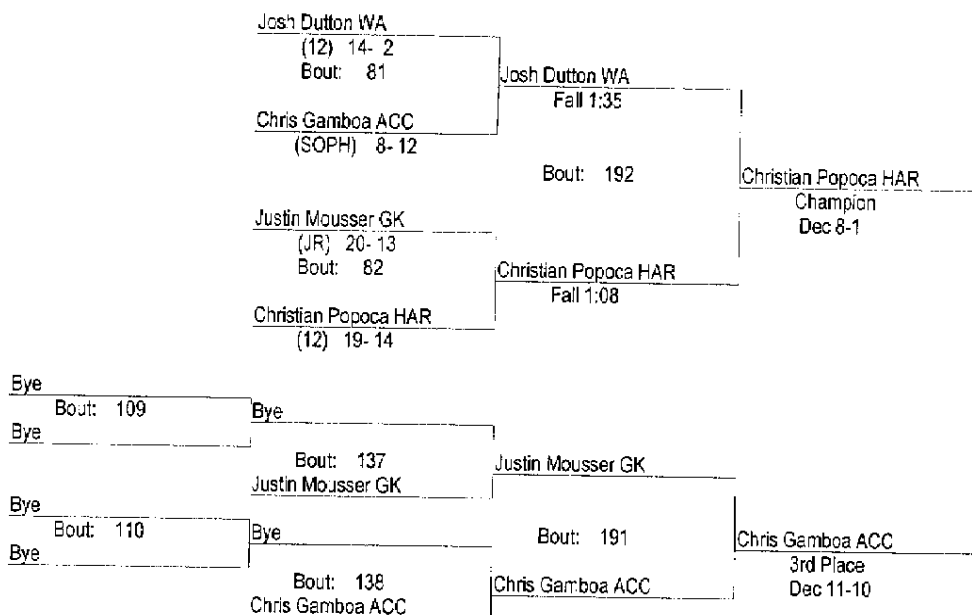 Josh Dutton WA
(12) 14- 2
Bout: 81
Josh Dutton WA
Fall 1:35
Chris Gamboa ACC
(SOPH) 8- 12
Bout: 192
Christian Popoca HAR
Champion
Dec 8-1
Justin Mousser GK
(JR) 20- 13
Bout: 82
Christian Popoca HAR
Fall 1:08
Christian Popoca HAR
(12) 19- 14
Bye
Bout: 109
Bye
Bye
Bout: 137
Justin Mousser GK
Justin Mousser GK
Bye
Bout: 110
Bye
Bye
Bout: 191
Chris Gamboa ACC
3rd Place
Dec 11-10
Bout: 138
Chris Gamboa ACC
Chris Gamboa ACC